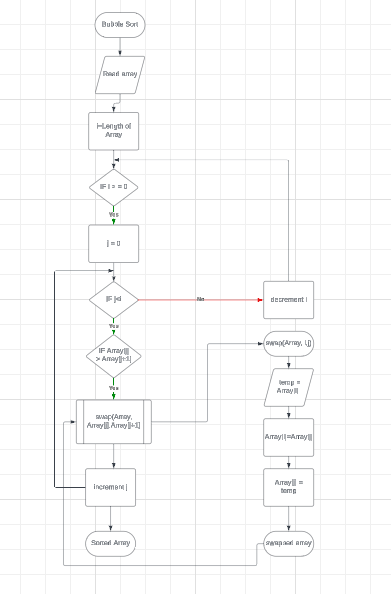 Bubble Sort
Read array
i=Length of
Array
IF i > = 0
Yes
j = 0
IF j<i
No
decrement i
Yes
swap(Array, i,j)
IF Array[j]
> Array[j+1]
Yes
temp =
Array[i]
swap(Array,
Array[j],Array[j+1]
Array[i]=Array[j]
increment j
Array[j] =
temp
Sorted Array
swapped array